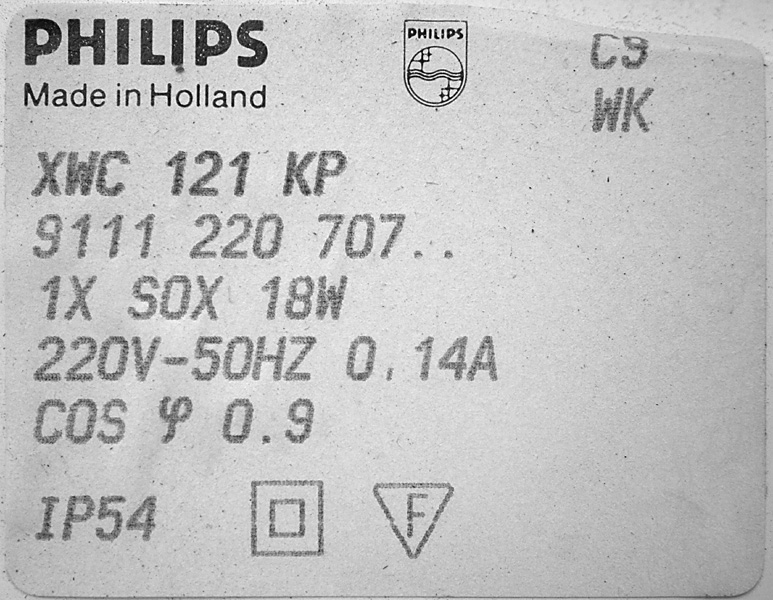 PHILIPS
Made in Holland
PHILIPS
C9
WK
XWC 121 KP
9111 220 707..
1X SOX 18W
220V-50HZ 0.14A
COS φ 0.9
IP54
F